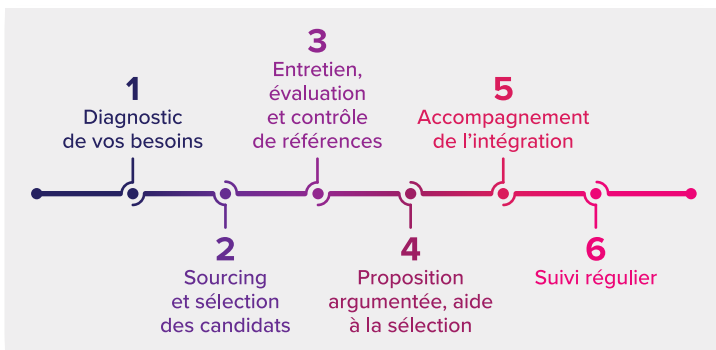 1
Diagnostic
de vos besoins
2
Sourcing
et sélection
des candidats
3
Entretien,
évaluation
et contrôle
de références
4
Proposition
argumentée, aide
à la sélection
5
Accompagnement
de l'intégration
6
Suivi régulier